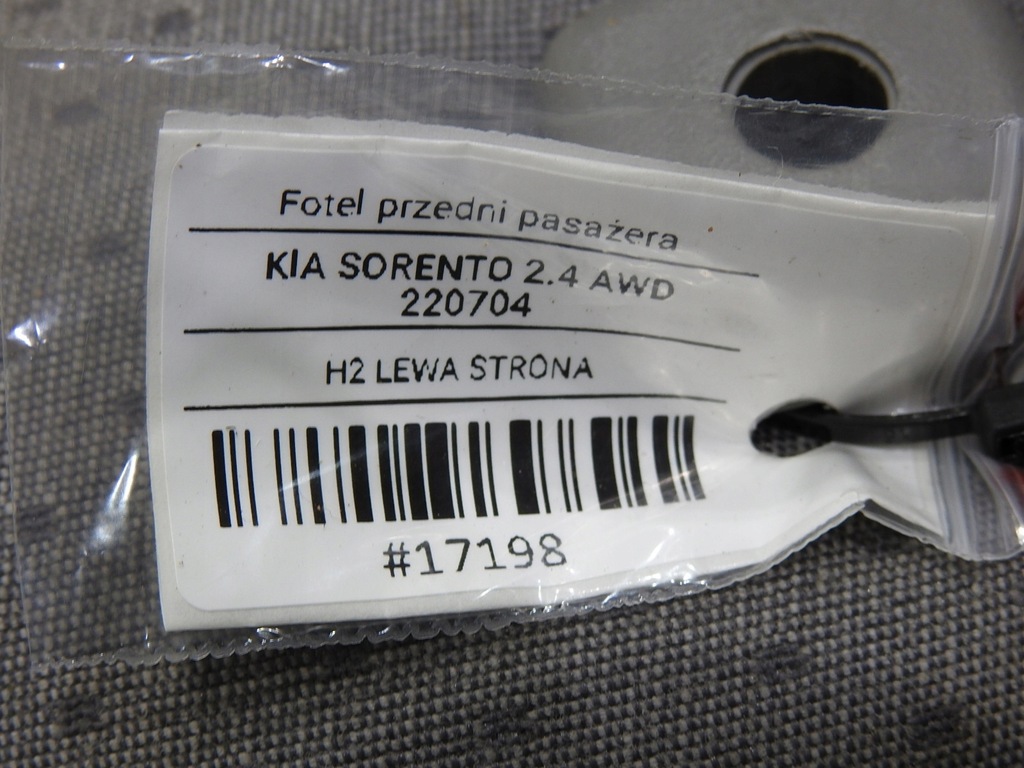 Fotel przedni pasażera
KIA SORENTO 2.4 AWD
220704
H2 LEWA STRONA
#17198